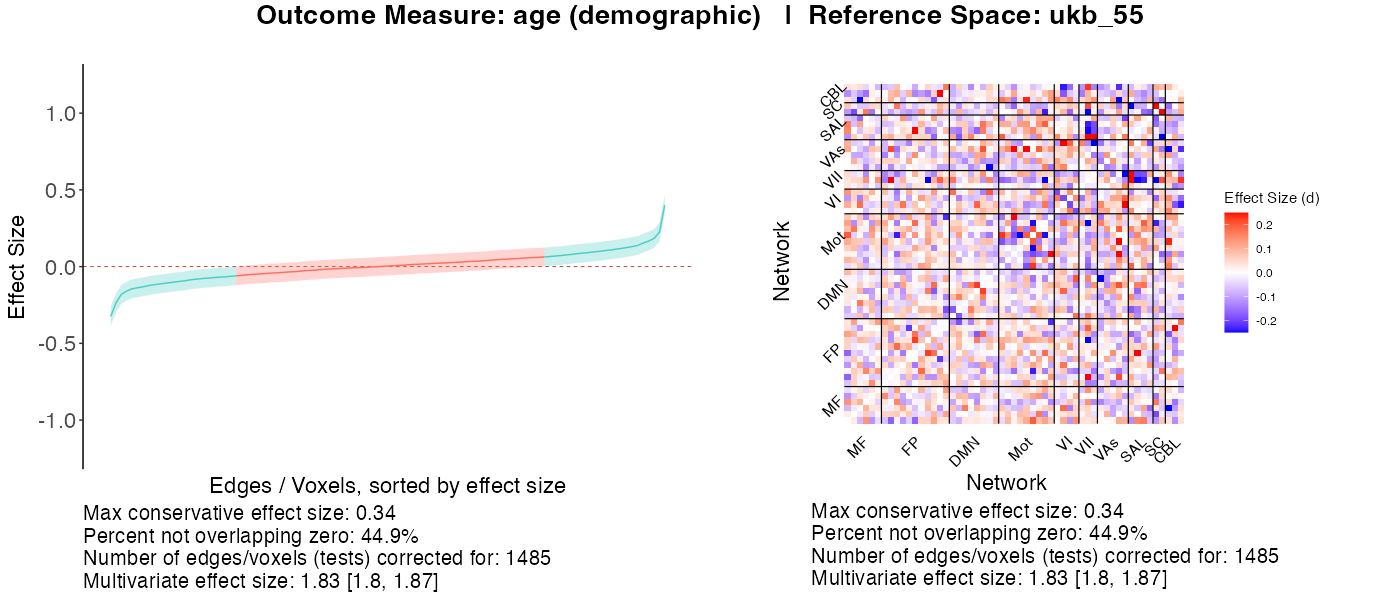 Outcome Measure: age (demographic) | Reference Space: ukb_55
Effect Size
1.0
0.5
0.0
-0.5
-1.0
Edges / Voxels, sorted by effect size
Max conservative effect size: 0.34
Percent not overlapping zero: 44.9%
Number of edges/voxels (tests) corrected for: 1485
Multivariate effect size: 1.83 [1.8, 1.87]
Network
CBL
SC
SAL
VAs
VII
VI
Mot
DMN
FP
MF
MF
FP
DMN
Mot
VI
VII
VAs
SAL
SC
CBL
Network
Effect Size (d)
0.2
0.1
0.0
-0.1
-0.2
Max conservative effect size: 0.34
Percent not overlapping zero: 44.9%
Number of edges/voxels (tests) corrected for: 1485
Multivariate effect size: 1.83 [1.8, 1.87]